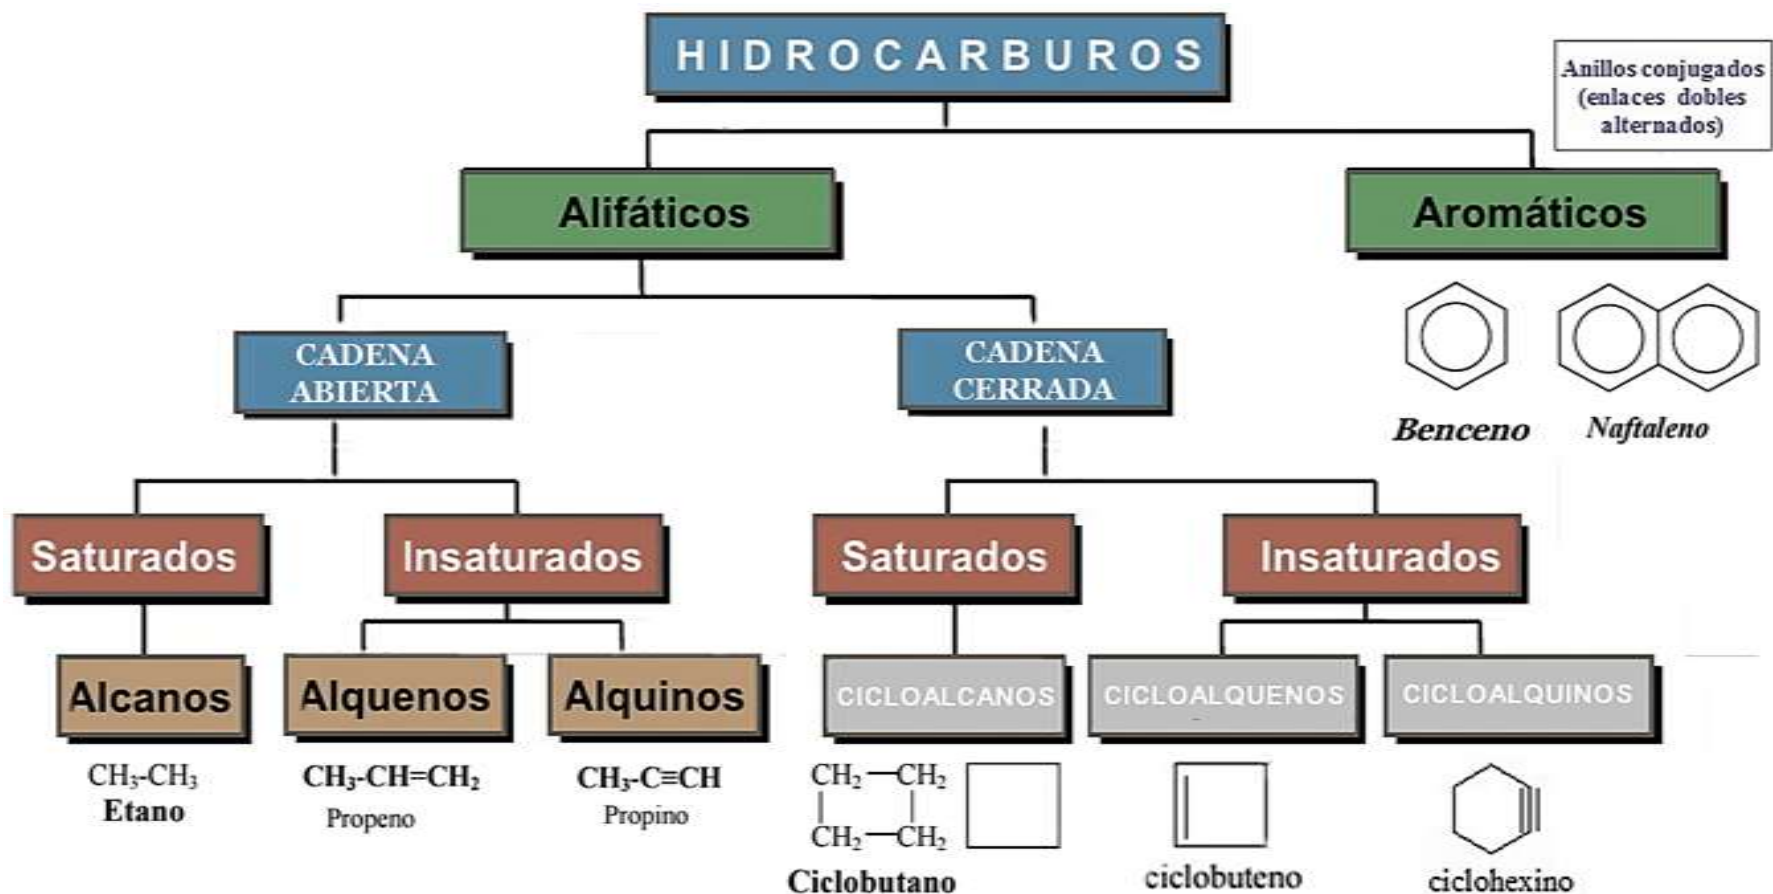 HIDROCARBUROS
Anillos conjugados
(enlaces dobles
alternados)
Alifáticos
Aromáticos
CADENA
ABIERTA
CADENA
CERRADA
Benceno
Naftaleno
Saturados
Insaturados
Saturados
Insaturados
Alcanos
Alquenos
Alquinos
CICLOALCANOS
CICLOALQUENOS
CICLOALQUINOS
CH₃-CH₃
Etano
CH₃-CH=CH₂
Propeno
CH₃-C≡CH
Propino
CH₂—CH₂
CH₂—CH₂
Ciclobutano
ciclobuteno
ciclohexino